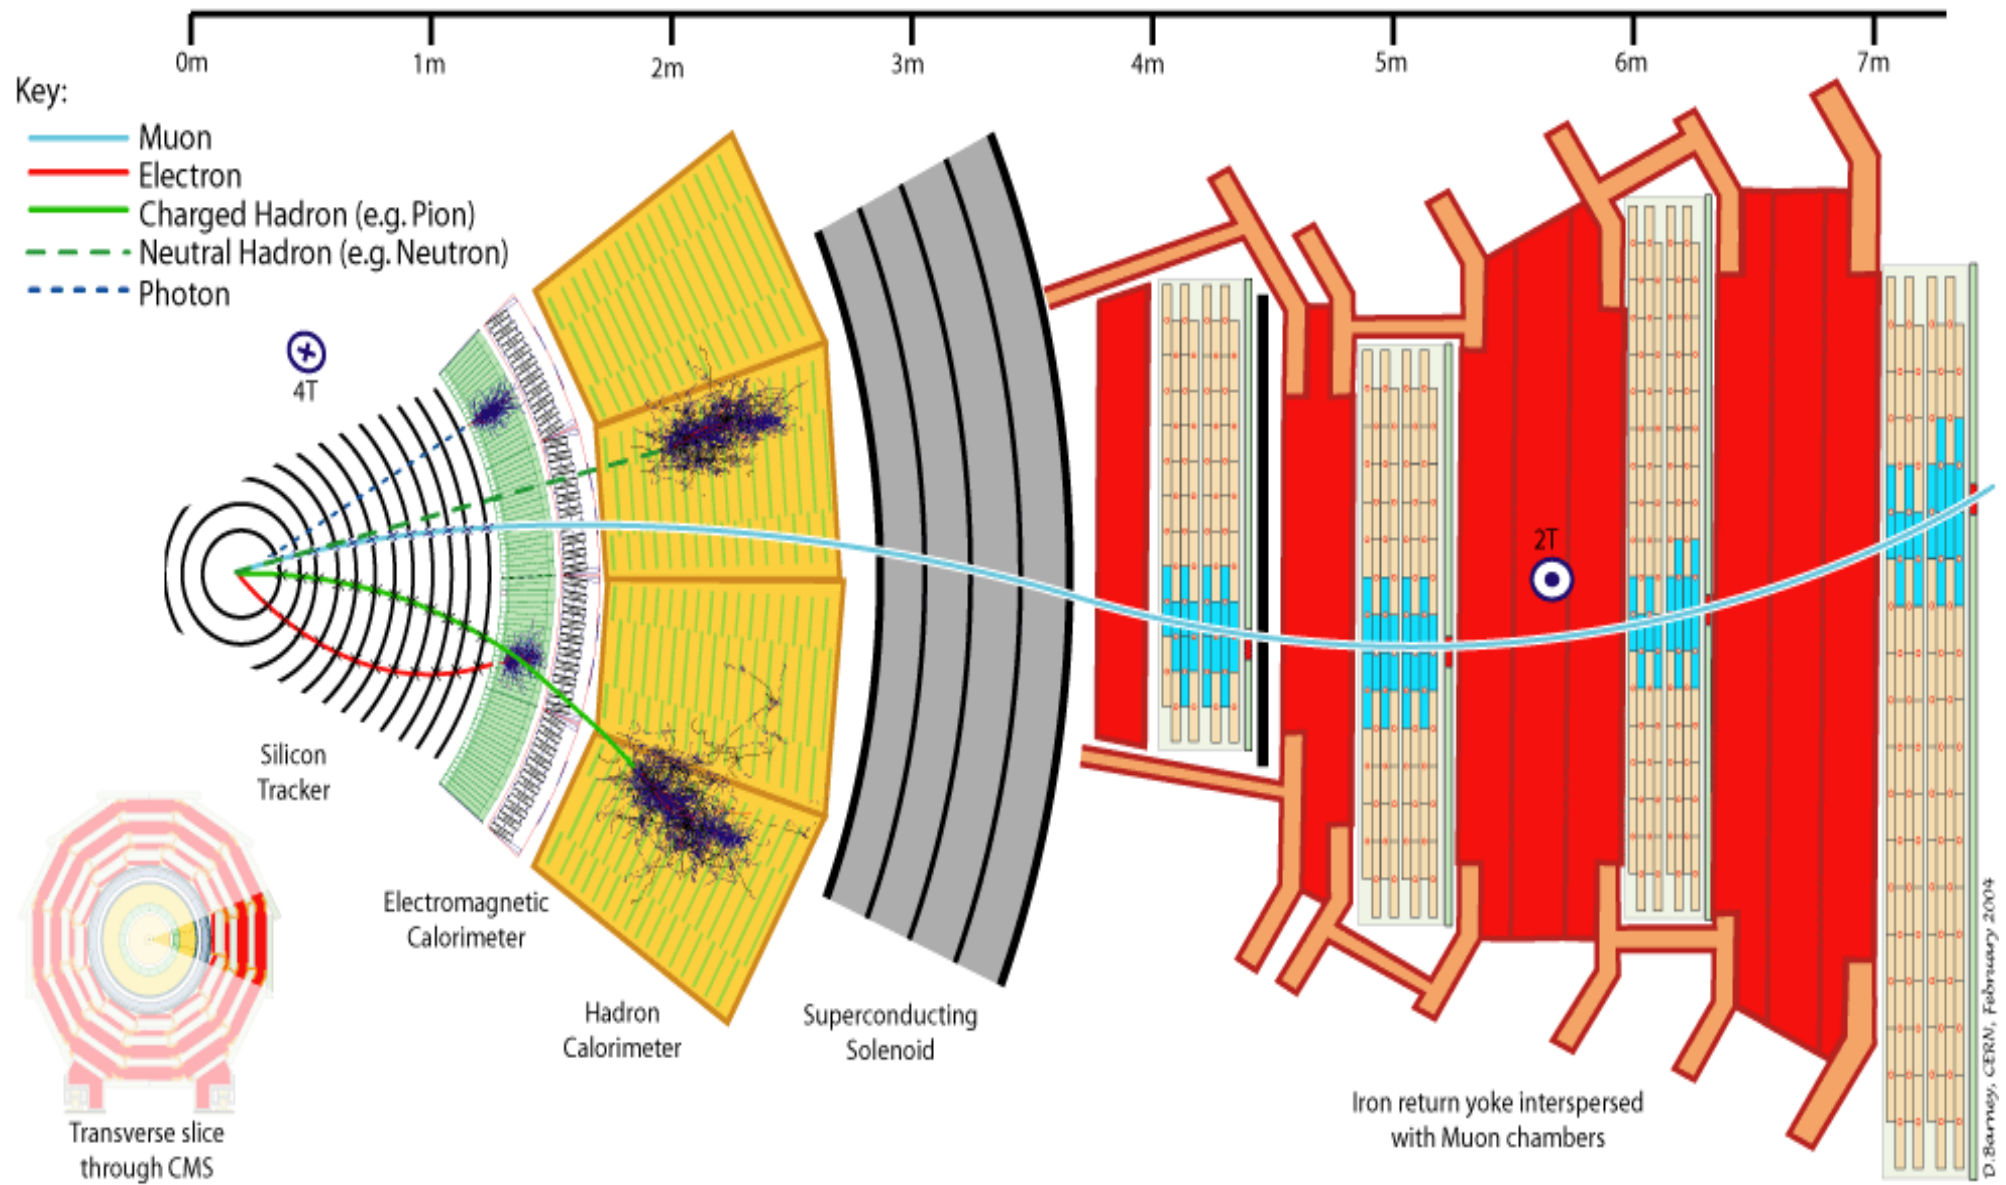 0m 1m 2m 3m 4m 5m 6m 7m
Key:
Muon
Electron
Charged Hadron (e.g. Pion)
Neutral Hadron (e.g. Neutron)
Photon
4T
2T
Silicon
Tracker
Electromagnetic
Calorimeter
Hadron
Calorimeter
Superconducting
Solenoid
Iron return yoke interspersed
with Muon chambers
Transverse slice
through CMS
D.Barney, CERN, February 2004